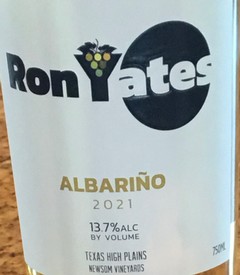 Ron Yates
ALBARIÑO
2021
13.7% ALC
BY VOLUME
TEXAS HIGH PLAINS
NEWSOM VINEYARDS
750ML